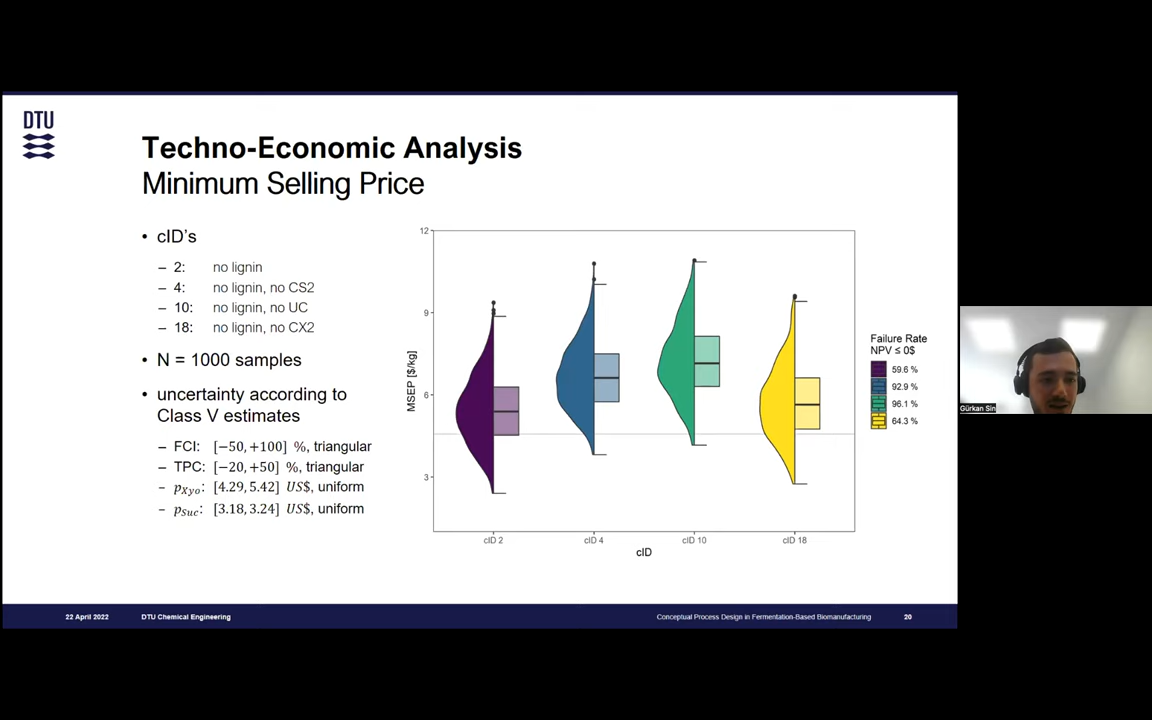 DTU
Techno-Economic Analysis
Minimum Selling Price
• cID's
– 2: no lignin
– 4: no lignin, no CS2
– 10: no lignin, no UC
– 18: no lignin, no CX2
• N = 1000 samples
• uncertainty according to
Class V estimates
– FCI: [−50,+100] %, triangular
– TPC: [−20,+50] %, triangular
– pXyo: [4.29, 5.42] US$, uniform
– pSuc: [3.18, 3.24] US$, uniform
12
9
6
3
MSEP [$/kg]
cID 2
cID 4
cID 10
cID 18
cID
Failure Rate
NPV ≤ 0$
59.6 %
92.9 %
96.1 %
64.3 %
Gürkan Sin
22 April 2022
DTU Chemical Engineering
Conceptual Process Design in Fermentation-Based Biomanufacturing
20